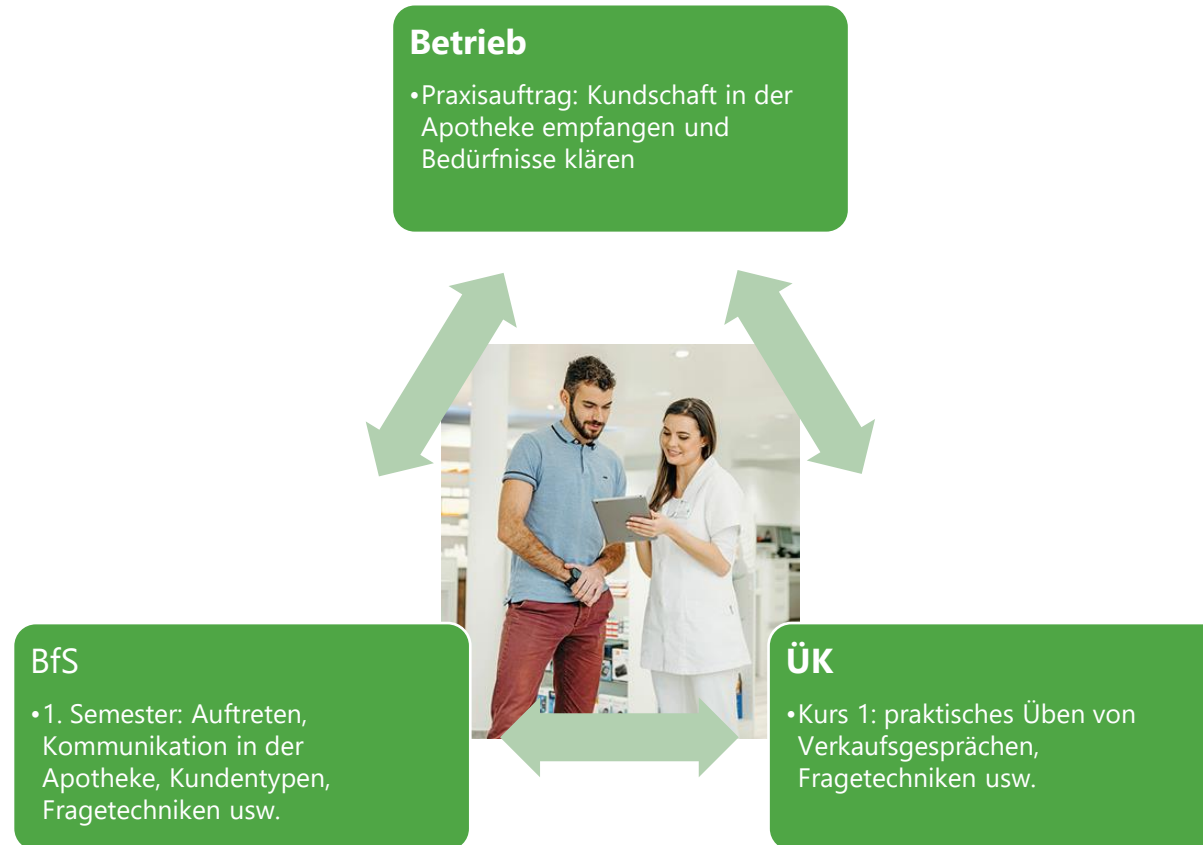 Betrieb
•Praxisauftrag: Kundschaft in der
Apotheke empfangen und
Bedürfnisse klären
BfS
•1. Semester: Auftreten,
Kommunikation in der
Apotheke, Kundentypen,
Fragetechniken usw.
ÜK
•Kurs 1: praktisches Üben von
Verkaufsgesprächen,
Fragetechniken usw.